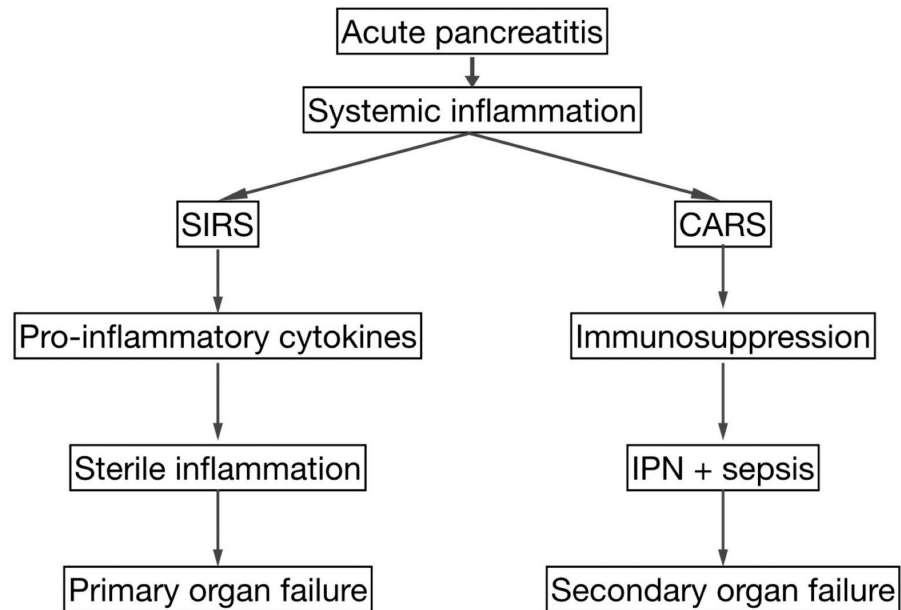 Acute pancreatitis
Systemic inflammation
SIRS
CARS
Pro-inflammatory cytokines
Immunosuppression
Sterile inflammation
IPN + sepsis
Primary organ failure
Secondary organ failure